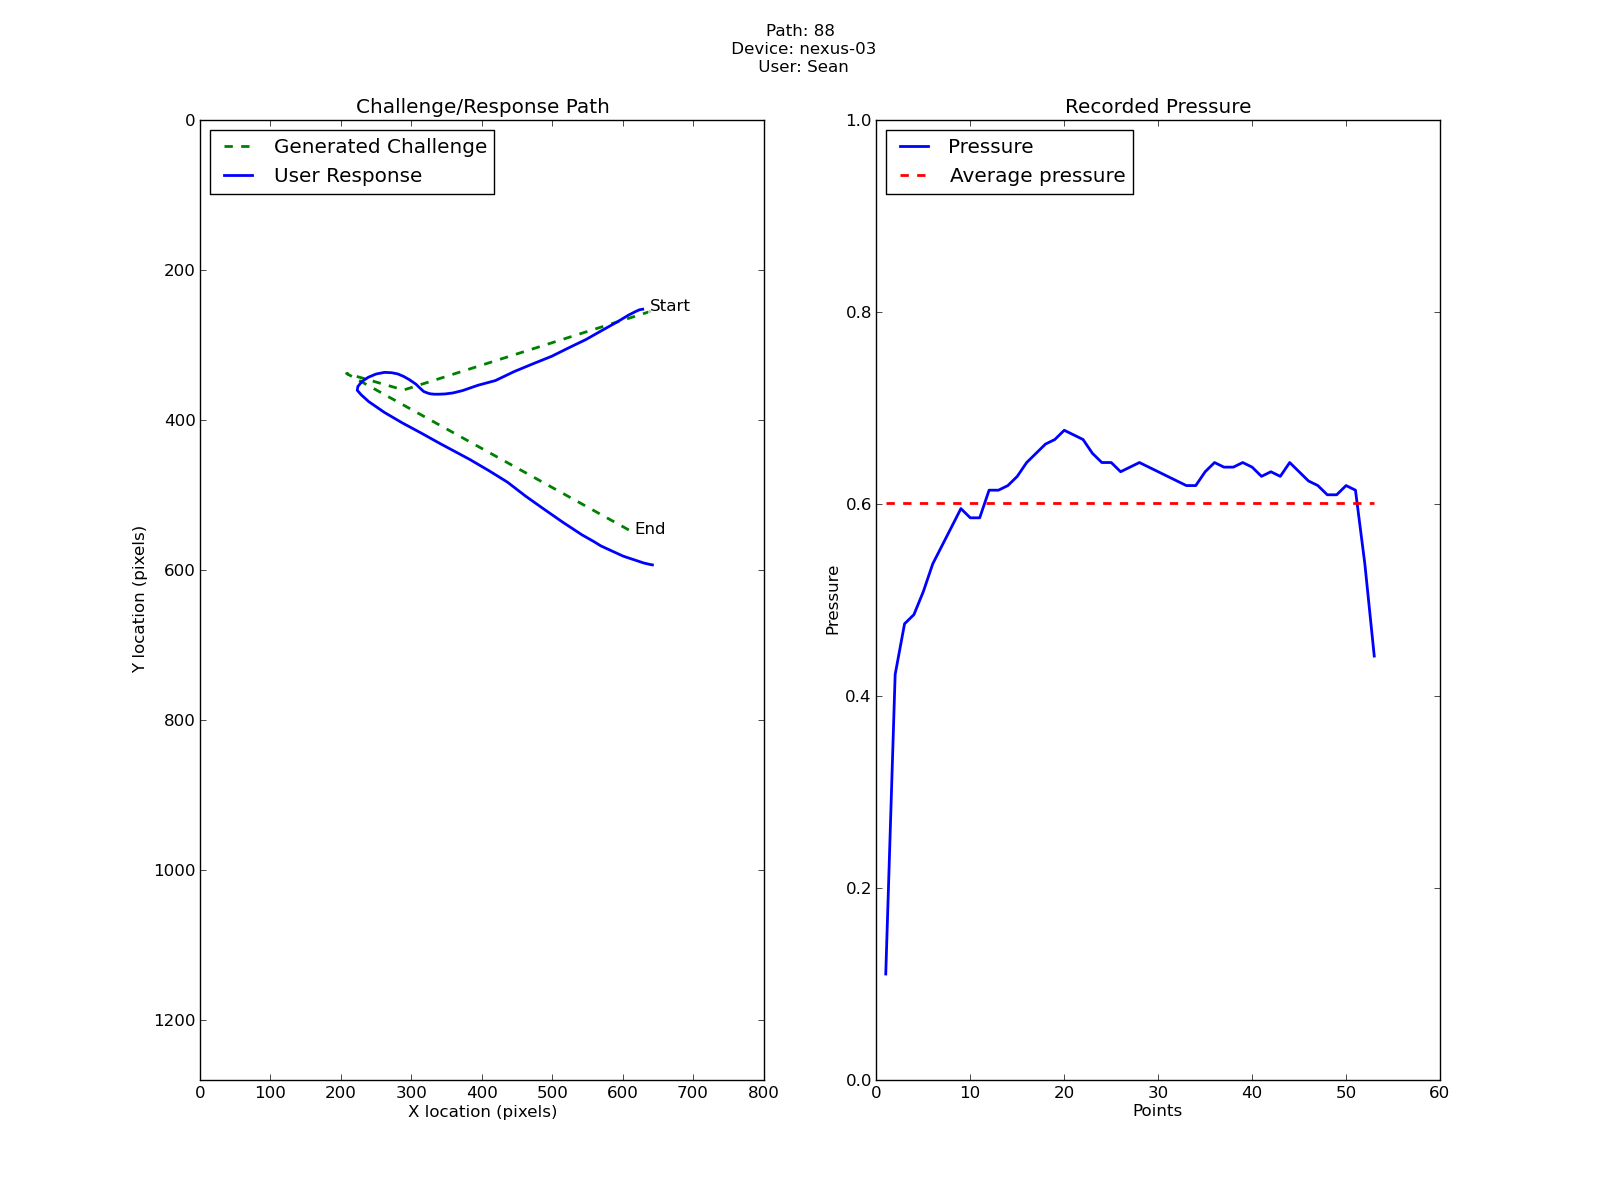 Path: 88
Device: nexus-03
User: Sean
Challenge/Response Path
Generated Challenge
User Response
Start
End
0
200
400
600
800
1000
1200
Y location (pixels)
0 100 200 300 400 500 600 700 800
X location (pixels)
Recorded Pressure
Pressure
Average pressure
1.0
0.8
0.6
0.4
0.2
0.0
Pressure
0 10 20 30 40 50 60
Points